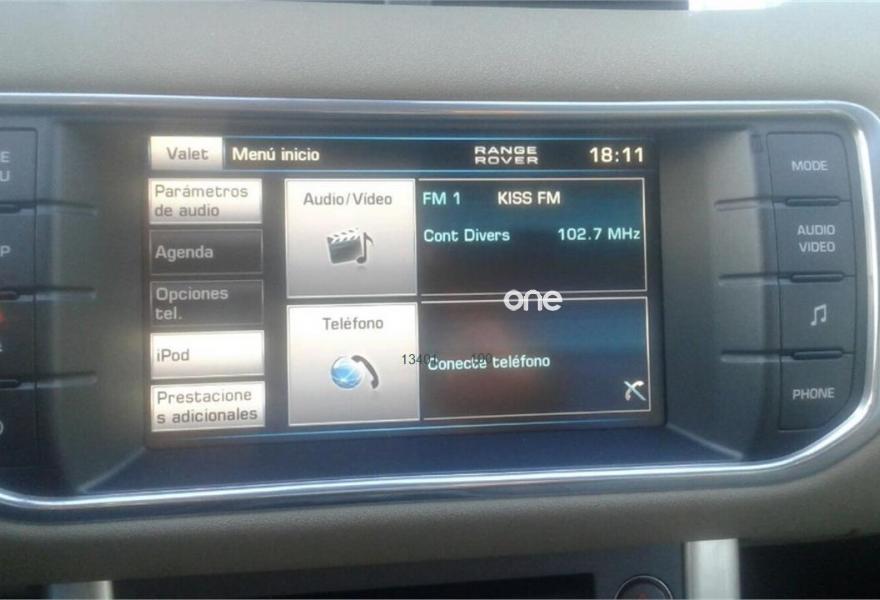 Valet
Menú inicio
RANGE
ROVER
18:11
Parámetros
de audio
Agenda
Opciones
tel.
iPod
Prestacione
s adicionales
Audio/Vídeo
FM 1 KISS FM
Cont Divers 102.7 MHz
one
Teléfono
Conecte teléfono
MODE
AUDIO
VIDEO
PHONE